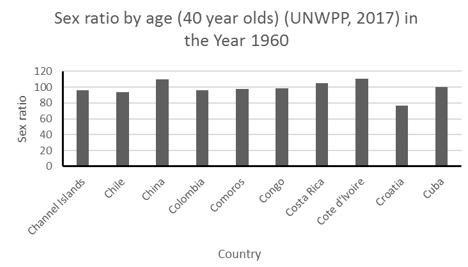 Sex ratio by age (40 year olds) (UNWPP, 2017) in
the Year 1960
Sex ratio
120
100
80
60
40
20
0
Channel Islands
Chile
China
Colombia
Comoros
Congo
Costa Rica
Cote d'Ivoire
Croatia
Cuba
Country